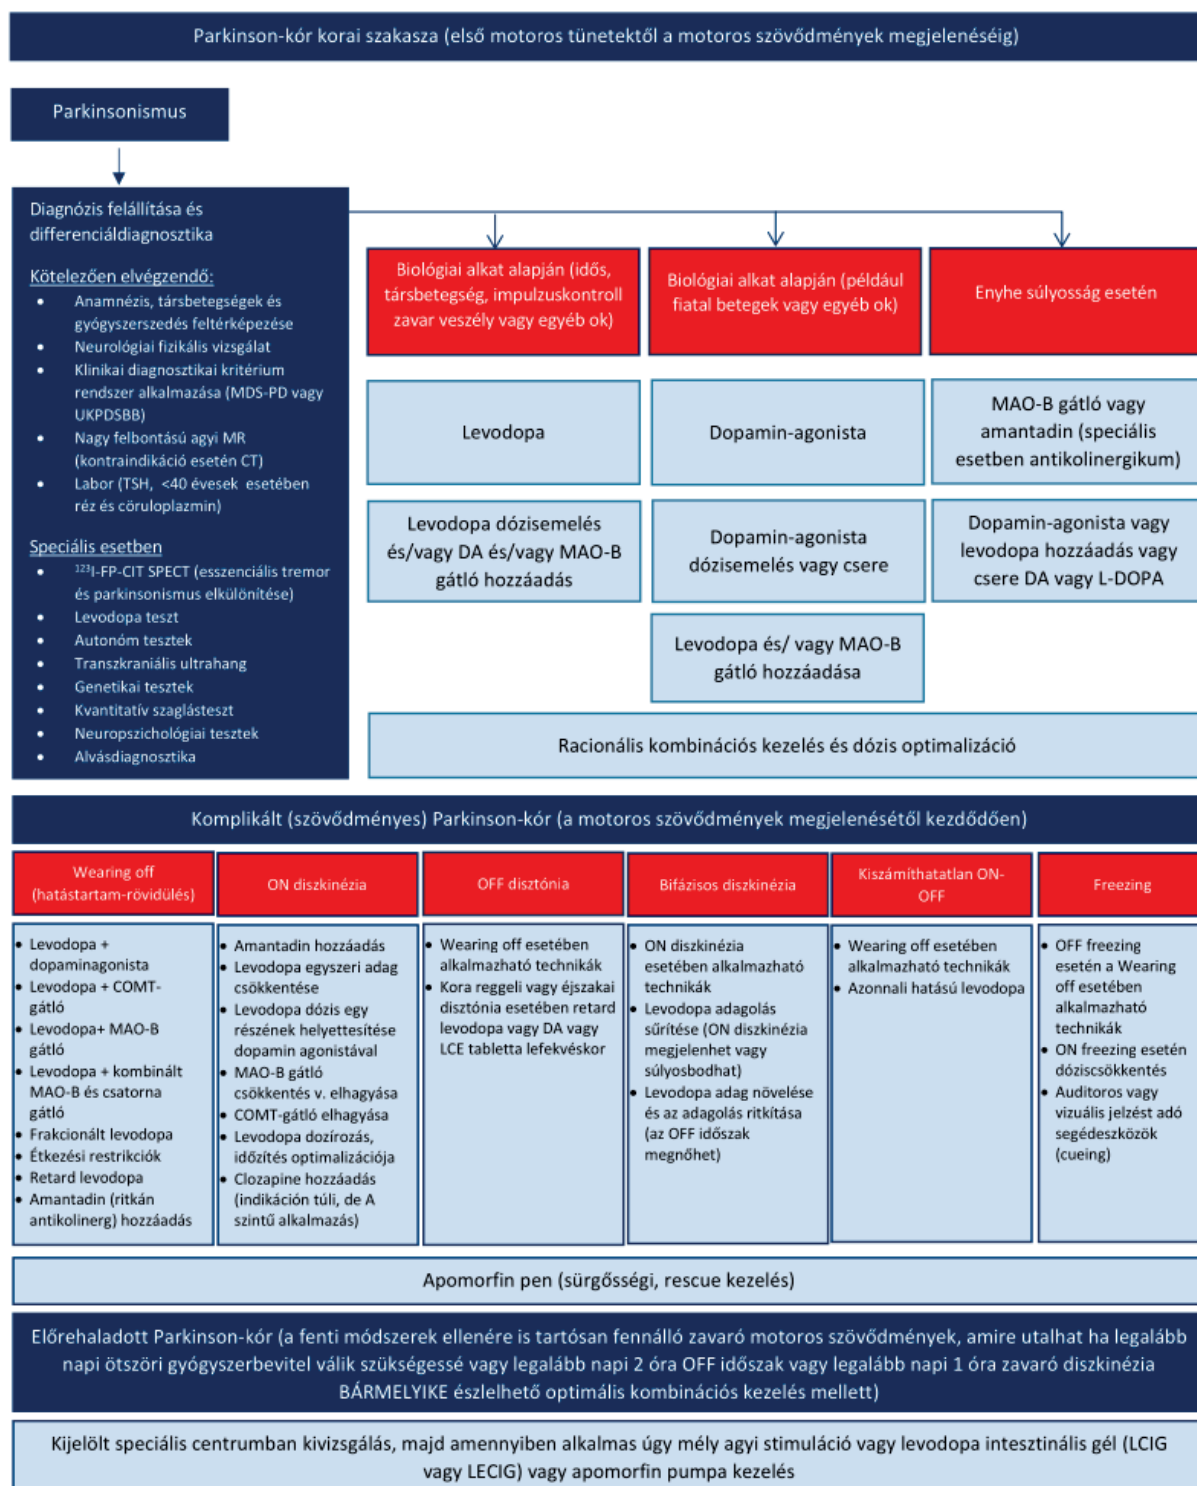 Parkinson-kór korai szakasza (első motoros tünetektől a motoros szövődmények megjelenéséig)
Parkinsonismus
Diagnózis felállítása és
differenciáldiagnosztika
Kötelezően elvégzendő:
• Anamnézis, társbetegségek és
gyógyszerszedés feltérképezése
• Neurológiai fizikális vizsgálat
• Klinikai diagnosztikai kritérium
rendszer alkalmazása (MDS-PD vagy
UKPDSBB)
• Nagy felbontású agyi MR
(kontraindikáció esetén CT)
• Labor (TSH, <40 évesek esetében
réz és cöruloplazmin)
Speciális esetben
• ¹²³I-FP-CIT SPECT (esszenciális tremor
és parkinsonismus elkülönítése)
• Levodopa teszt
• Autonóm tesztek
• Transzkraniális ultrahang
• Genetikai tesztek
• Kvantitatív szaglásteszt
• Neuropszichológiai tesztek
• Alvásdiagnosztika
Biológiai alkat alapján (idős,
társbetegség, impulzuskontroll
zavar veszély vagy egyéb ok)
Levodopa
Levodopa dózisemelés
és/vagy DA és/vagy MAO-B
gátló hozzáadás
Biológiai alkat alapján (például
fiatal betegek vagy egyéb ok)
Dopamin-agonista
Dopamin-agonista
dózisemelés vagy csere
Levodopa és/ vagy MAO-B
gátló hozzáadása
Enyhe súlyosság esetén
MAO-B gátló vagy
amantadin (speciális
esetben antikolinergikum)
Dopamin-agonista vagy
levodopa hozzáadás vagy
csere DA vagy L-DOPA
Racionális kombinációs kezelés és dózis optimalizáció
Komplikált (szövődményes) Parkinson-kór (a motoros szövődmények megjelenésétől kezdődően)
Wearing off
(hatástartam-rövidülés)
• Levodopa +
dopaminagonista
• Levodopa + COMT-
gátló
• Levodopa+ MAO-B
gátló
• Levodopa + kombinált
MAO-B és csatorna
gátló
• Frakcionált levodopa
• Étkezési restrikciók
• Retard levodopa
• Amantadin (ritkán
antikolinerg) hozzáadás
ON diszkinézia
• Amantadin hozzáadás
• Levodopa egyszeri adag
csökkentése
• Levodopa dózis egy
részének helyettesítése
dopamin agonistával
• MAO-B gátló
csökkentés v. elhagyása
• COMT-gátló elhagyása
• Levodopa dozírozás,
időzítés optimalizációja
• Clozapine hozzáadás
(indikáción túli, de A
szintű alkalmazás)
OFF disztónia
• Wearing off esetében
alkalmazható technikák
• Kora reggeli vagy éjszakai
disztónia esetében retard
levodopa vagy DA vagy
LCE tabletta lefekvéskor
Bifázisos diszkinézia
• ON diszkinézia
esetében alkalmazható
technikák
• Levodopa adagolás
sűrítése (ON diszkinézia
megjelenhet vagy
súlyosbodhat)
• Levodopa adag növelése
és az adagolás ritkítása
(az OFF időszak
megnőhet)
Kiszámíthatatlan ON-
OFF
• Wearing off esetében
alkalmazható technikák
• Azonnali hatású levodopa
Freezing
• OFF freezing
esetén a Wearing
off esetében
alkalmazható
technikák
• ON freezing esetén
dóziscsökkentés
• Auditoros vagy
vizuális jelzést adó
segédeszközök
(cueing)
Apomorfin pen (sürgősségi, rescue kezelés)
Előrehaladott Parkinson-kór (a fenti módszerek ellenére is tartósan fennálló zavaró motoros szövődmények, amire utalhat ha legalább
napi ötszöri gyógyszerbevitel válik szükségessé vagy legalább napi 2 óra OFF időszak vagy legalább napi 1 óra zavaró diszkinézia
BÁRMELYIKE észlelhető optimális kombinációs kezelés mellett)
Kijelölt speciális centrumban kivizsgálás, majd amennyiben alkalmas úgy mély agyi stimuláció vagy levodopa intesztinális gél (LCIG
vagy LECIG) vagy apomorfin pumpa kezelés